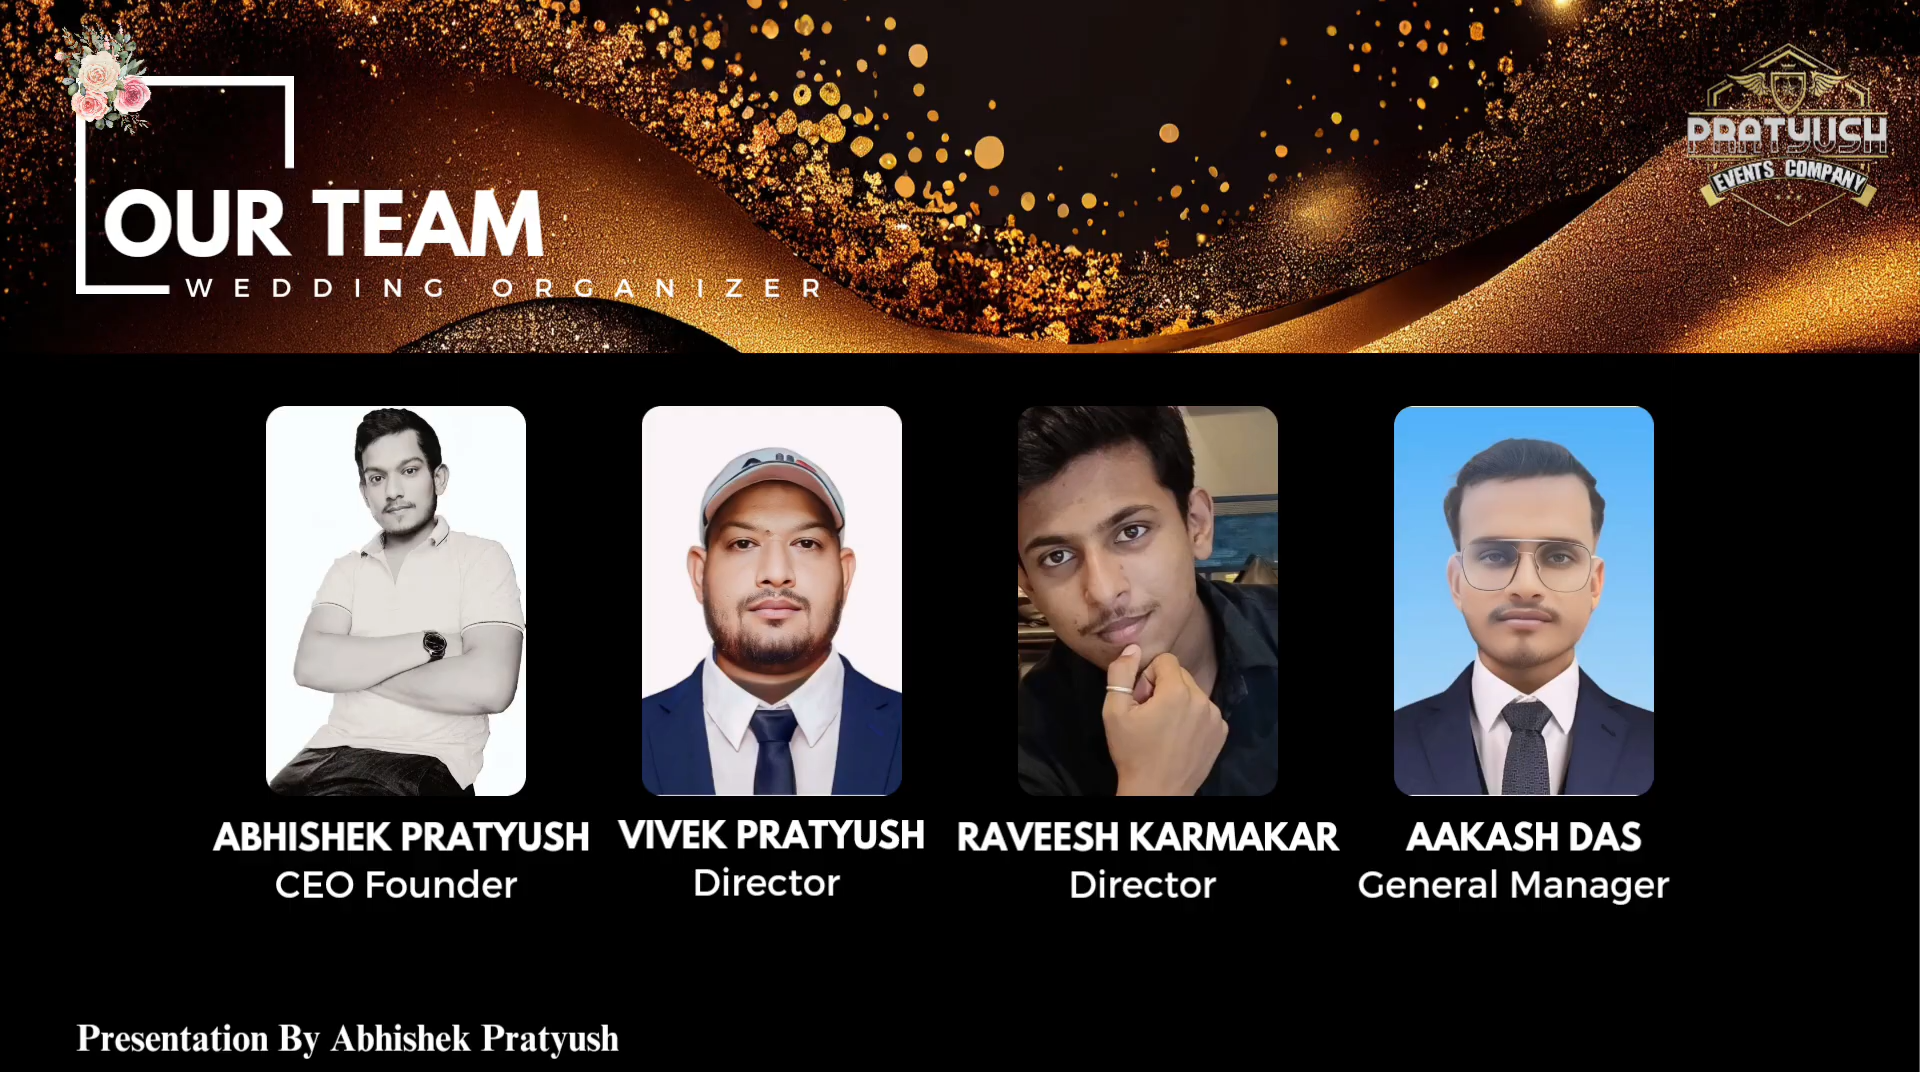 OUR TEAM
WEDDING ORGANIZER
PRATYUSH
EVENTS COMPANY
ABHISHEK PRATYUSH
CEO Founder
VIVEK PRATYUSH
Director
RAVEESH KARMAKAR
Director
AAKASH DAS
General Manager
Presentation By Abhishek Pratyush